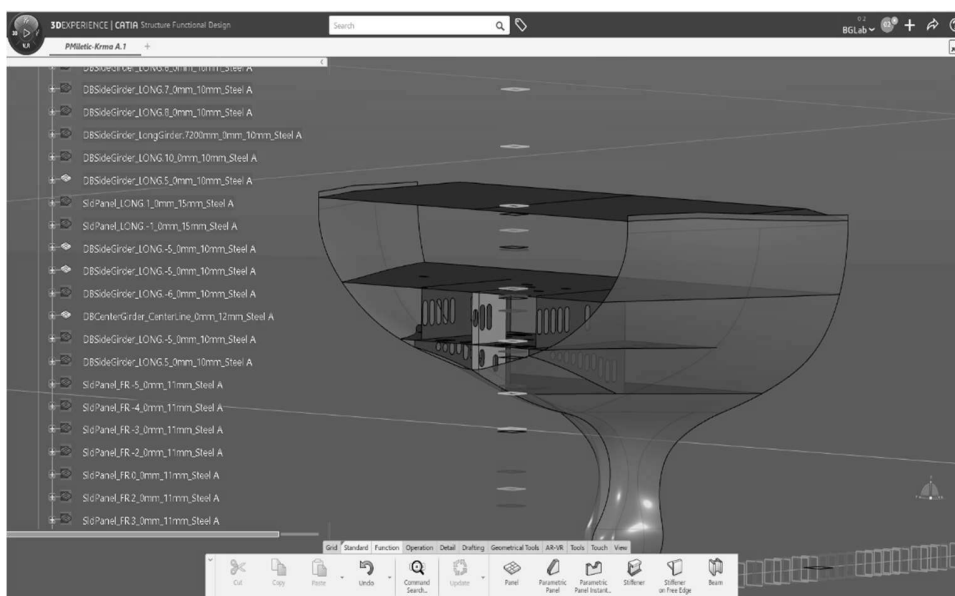 3DEXPERIENCE | CATIA Structure Functional Design
Search
BGLab
V.R
PMiletic-Krma A.1
DBSideGirder_LONG.6_0mm_10mm_Steel A
DBSideGirder_LONG.7_0mm_10mm_Steel A
DBSideGirder_LONG.8_0mm_10mm_Steel A
DBSideGirder_LongGirder.7200mm_0mm_10mm_Steel A
DBSideGirder_LONG.10_0mm_10mm_Steel A
DBSideGirder_LONG.5_0mm_10mm_Steel A
SldPanel_LONG.1_0mm_15mm_Steel A
SldPanel_LONG.-1_0mm_15mm_Steel A
DBSideGirder_LONG.-5_0mm_10mm_Steel A
DBSideGirder_LONG.-5_0mm_10mm_Steel A
DBSideGirder_LONG.-6_0mm_10mm_Steel A
DBCenterGirder_CenterLine_0mm_12mm_Steel A
DBSideGirder_LONG.-5_0mm_10mm_Steel A
DBSideGirder_LONG.5_0mm_10mm_Steel A
SldPanel_FR.-5_0mm_11mm_Steel A
SldPanel_FR.-4_0mm_11mm_Steel A
SldPanel_FR.-3_0mm_11mm_Steel A
SldPanel_FR.-2_0mm_11mm_Steel A
SldPanel_FR.0_0mm_11mm_Steel A
SldPanel_FR.2_0mm_11mm_Steel A
SldPanel_FR.3_0mm_11mm_Steel A
Grid Standard Function Operation Detail Drafting Geometrical Tools AR-VR Tools Touch View
Cut Copy Paste Undo Command Search... Update Panel Parametric Panel Parametric Panel Instant... Stiffener Stiffener on Free Edge Beam